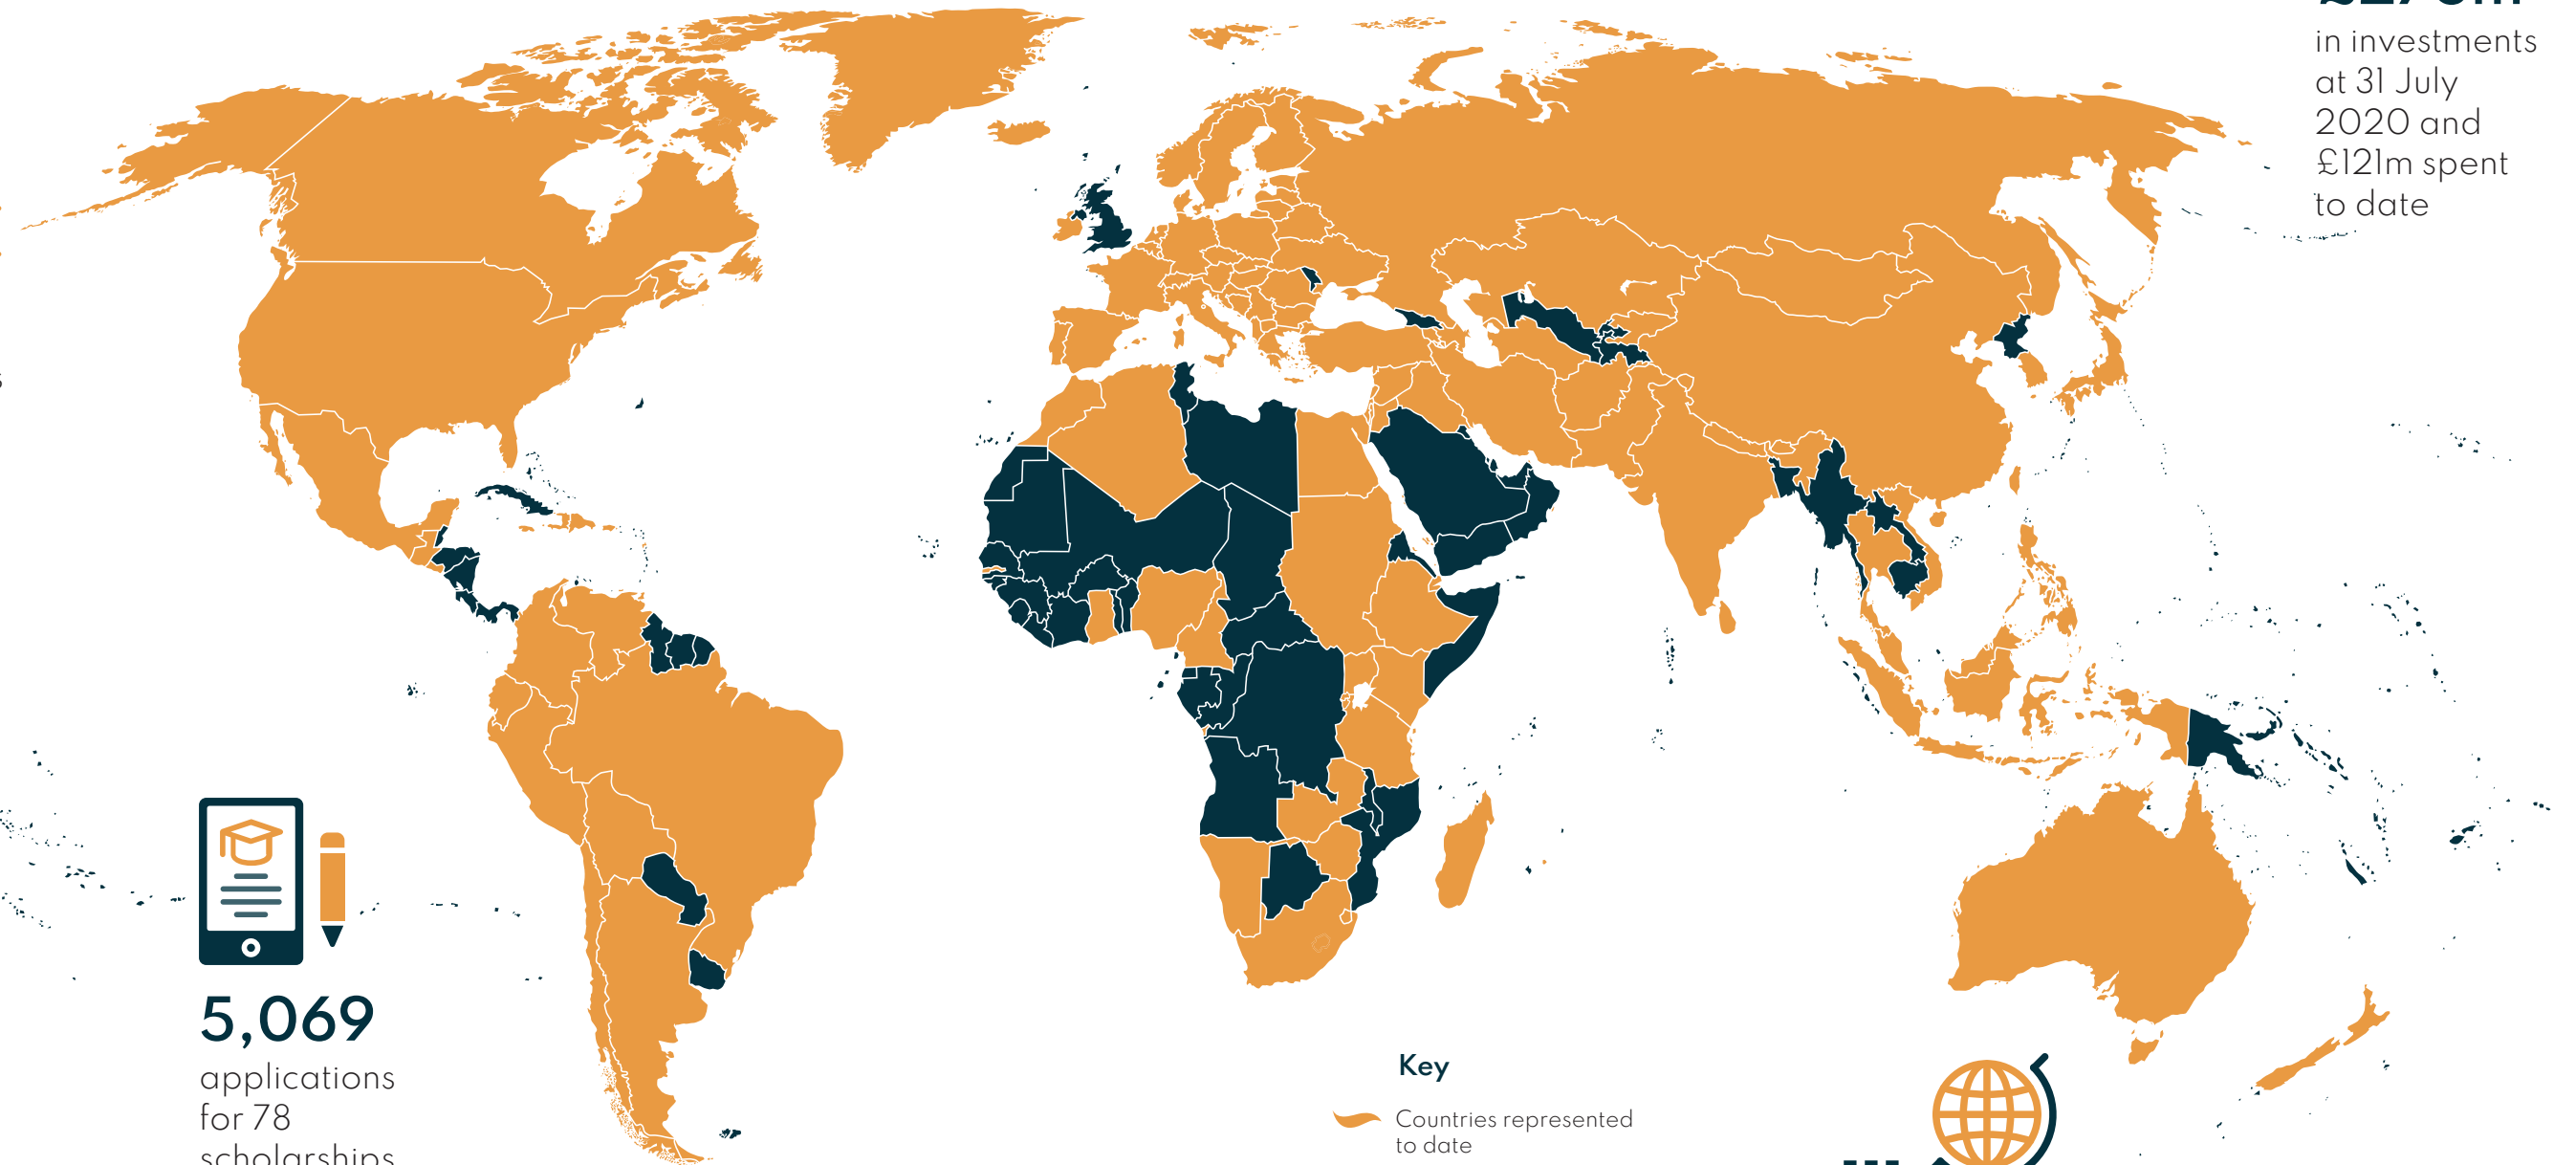 in investments
at 31 July
2020 and
£121m spent
to date
5,069
applications
for 78
scholarships
Key
Countries represented
to date